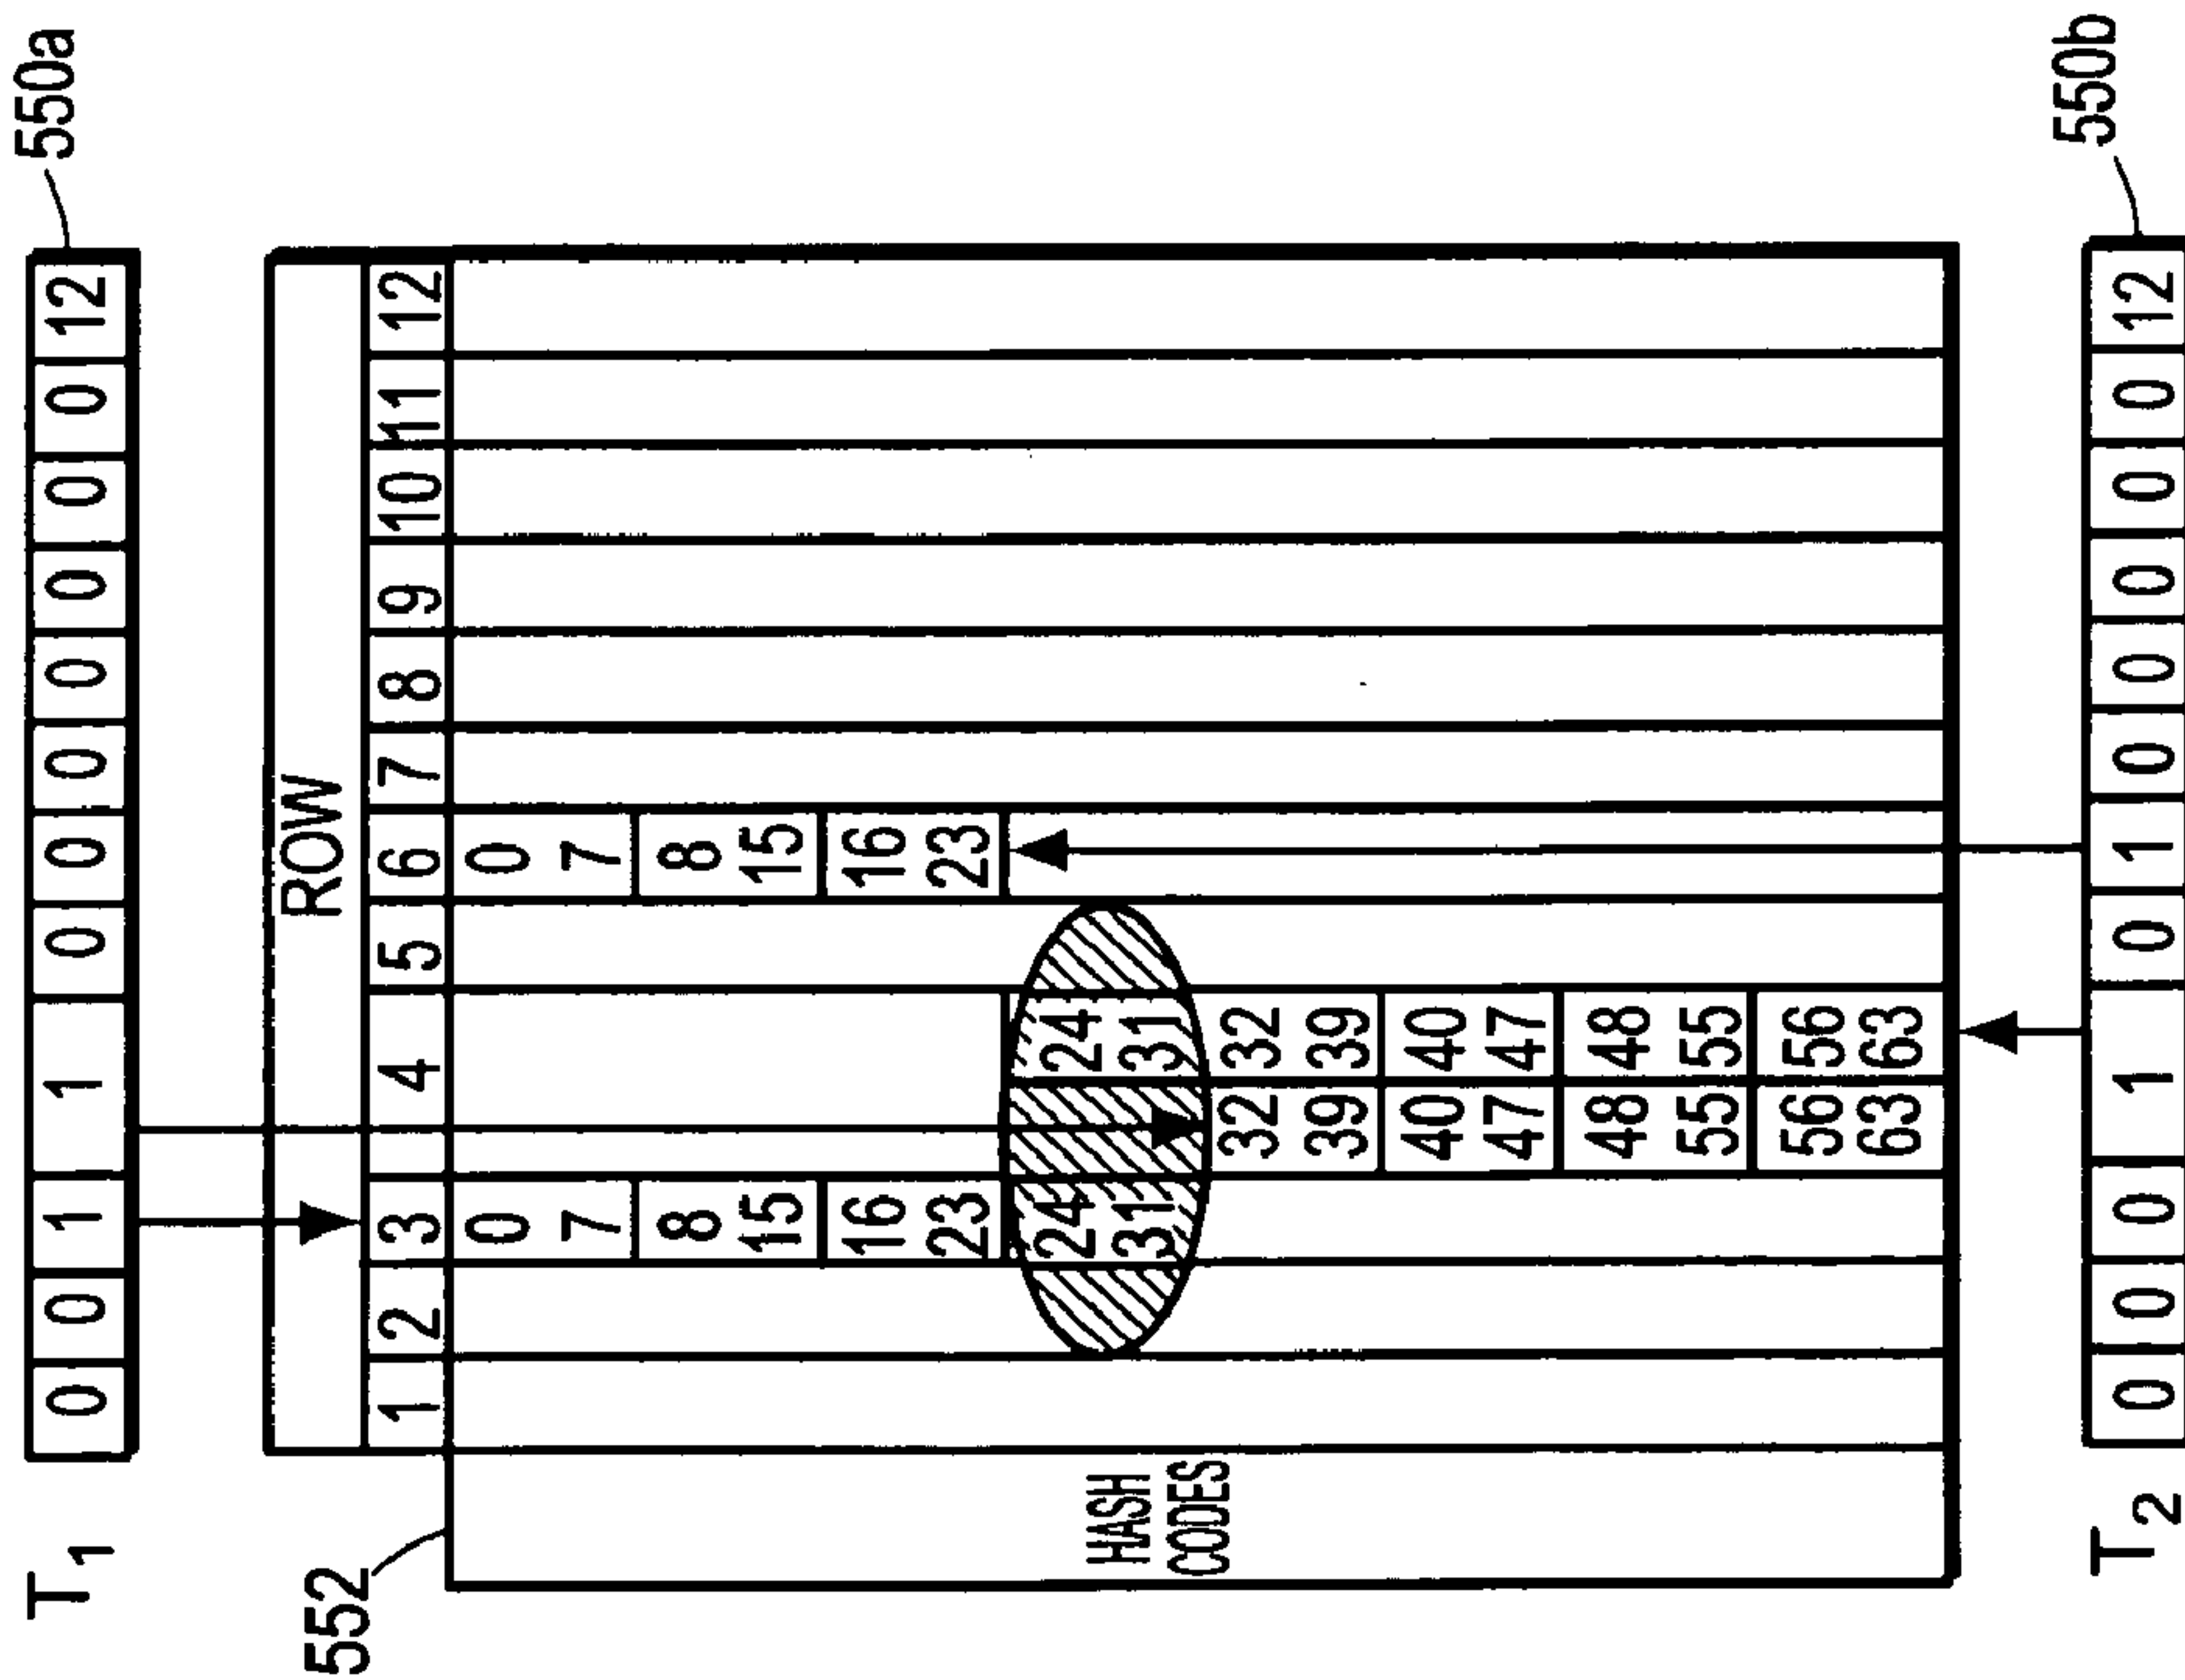 T1 0 0 1 1 0 0 0 0 0 0 0 12 550a
552
ROW
1 2 3 4 5 6 7 8 9 10 11 12
0 0
7 7
8 8
15 15
16 16
23 23
24 24
HASH 31 31
CODES
32 32
39 39
40 40
47 47
48 48
55 55
56 56
63 63
T2 0 0 0 1 0 1 0 0 0 0 0 12 550b